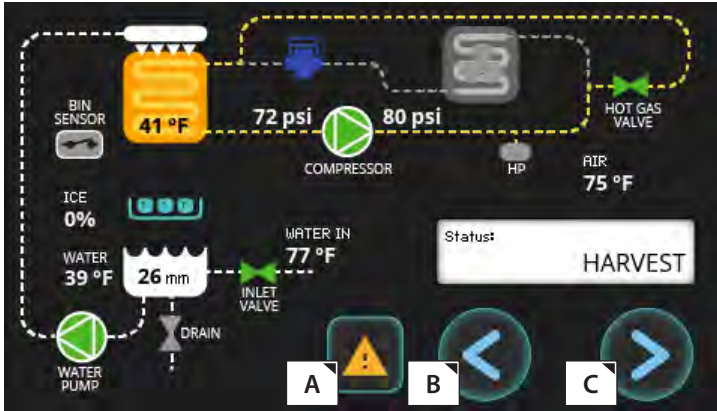 BIN
SENSOR
41 °F
72 psi
80 psi
COMPRESSOR
HOT GAS
VALVE
HP
AIR
75 °F
ICE
0%
WATER
39 °F
26 mm
WATER IN
77 °F
INLET
VALVE
DRAIN
WATER
PUMP
Status:
HARVEST
A
B
C